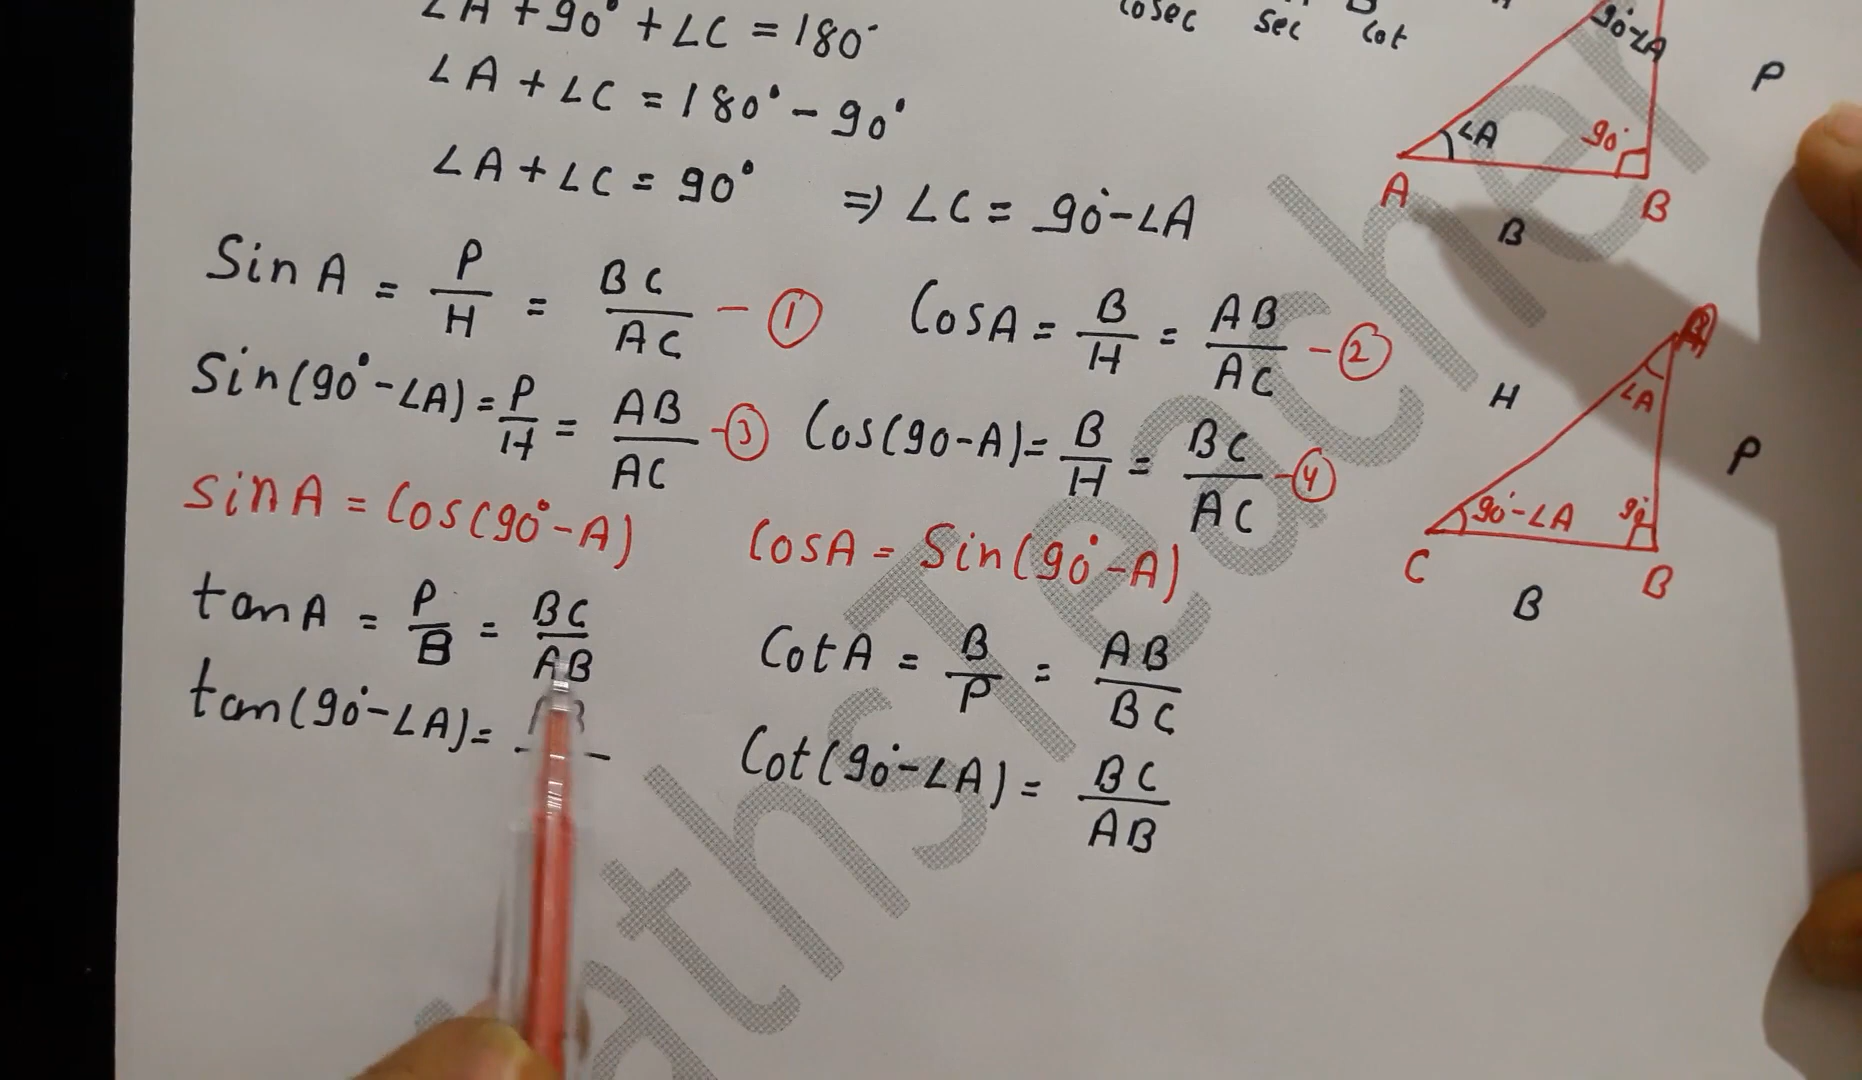 ∠A + 90° + ∠C = 180°
∠A + ∠C = 180° - 90°
∠A + ∠C = 90° ⇒ ∠C = 90° - ∠A
Sin A = P/H = BC/AC - ①
Cos A = B/H = AB/AC - ②
Sin(90° - ∠A) = P/H = AB/AC - ③
Cos(90 - A) = B/H = BC/AC - ④
Sin A = Cos(90° - A)
Cos A = Sin(90° - A)
tan A = P/B = BC/AB
Cot A = B/P = AB/BC
tan(90° - ∠A) =
Cot(90° - ∠A) = BC/AB
Cosec Sec Cot
90° - ∠A
P
∠A 90°
A B
B
H
∠A
P
90° - ∠A 90°
C B
B
Maths Teacher